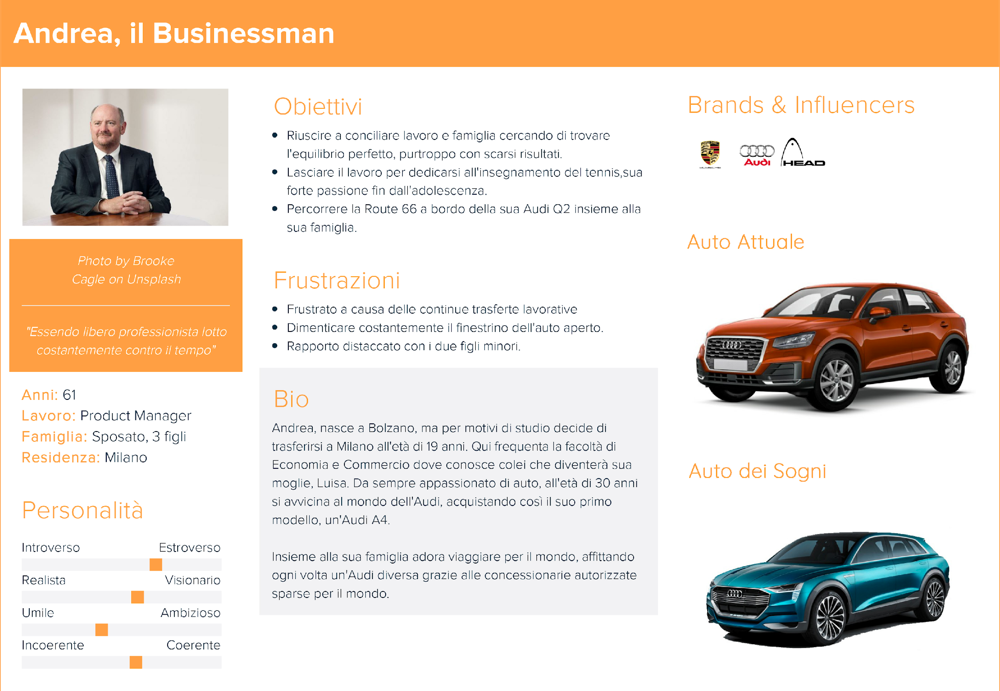 Andrea, il Businessman
Photo by Brooke
Cagle on Unsplash
"Essendo libero professionista lotto
costantemente contro il tempo"
Anni: 61
Lavoro: Product Manager
Famiglia: Sposato, 3 figli
Residenza: Milano
Personalità
Introverso Estroverso
Realista Visionario
Umile Ambizioso
Incoerente Coerente
Obiettivi
• Riuscire a conciliare lavoro e famiglia cercando di trovare
l'equilibrio perfetto, purtroppo con scarsi risultati.
• Lasciare il lavoro per dedicarsi all'insegnamento del tennis,sua
forte passione fin dall'adolescenza.
• Percorrere la Route 66 a bordo della sua Audi Q2 insieme alla
sua famiglia.
Frustrazioni
• Frustrato a causa delle continue trasferte lavorative
• Dimenticare costantemente il finestrino dell'auto aperto.
• Rapporto distaccato con i due figli minori.
Bio
Andrea, nasce a Bolzano, ma per motivi di studio decide di
trasferirsi a Milano all'età di 19 anni. Qui frequenta la facoltà di
Economia e Commercio dove conosce colei che diventerà sua
moglie, Luisa. Da sempre appassionato di auto, all'età di 30 anni
si avvicina al mondo dell'Audi, acquistando così il suo primo
modello, un'Audi A4.
Insieme alla sua famiglia adora viaggiare per il mondo, affittando
ogni volta un'Audi diversa grazie alle concessionarie autorizzate
sparse per il mondo.
Brands & Influencers
PORSCHE
Audi
HEAD
Auto Attuale
Auto dei Sogni